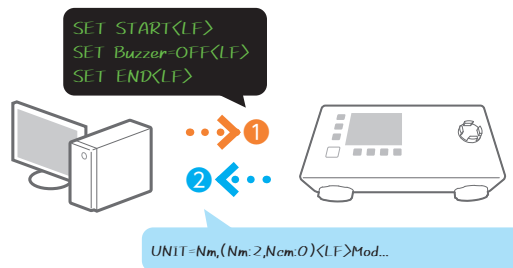 SET START<LF>
SET Buzzer=OFF<LF>
SET END<LF>
1
2
UNIT=Nm,(Nm:2,Ncm:0)<LF>Mod...